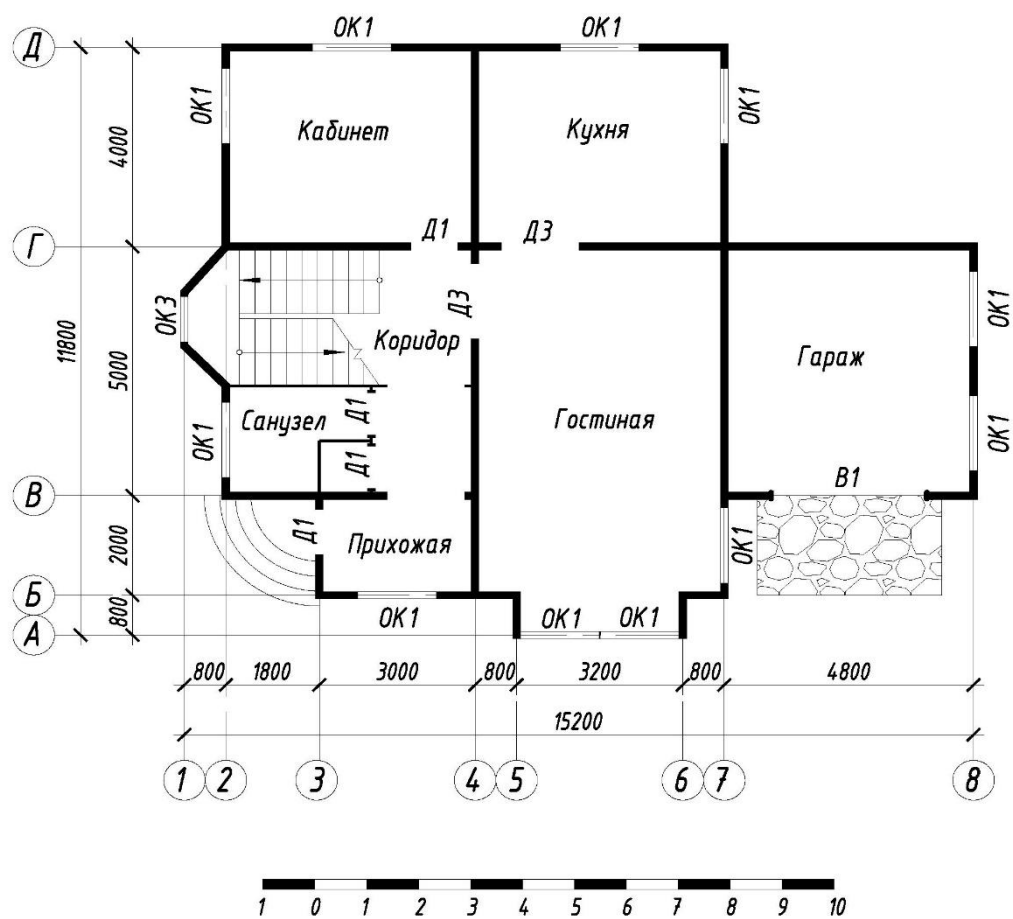 ОК1 ОК1
Д
ОК1 ОК1
Кабинет Кухня
4000
Д1 Д3
Г
ОК3 Д3 ОК1
Коридор Гараж
11800 5000
Санузел Д1 Гостиная
ОК1 Д1 ОК1
В В1
2000 Д1 Прихожая ОК1
Б
800 ОК1 ОК1 ОК1
А
800 1800 3000 800 3200 800 4800
15200
1 2 3 4 5 6 7 8
1 0 1 2 3 4 5 6 7 8 9 10